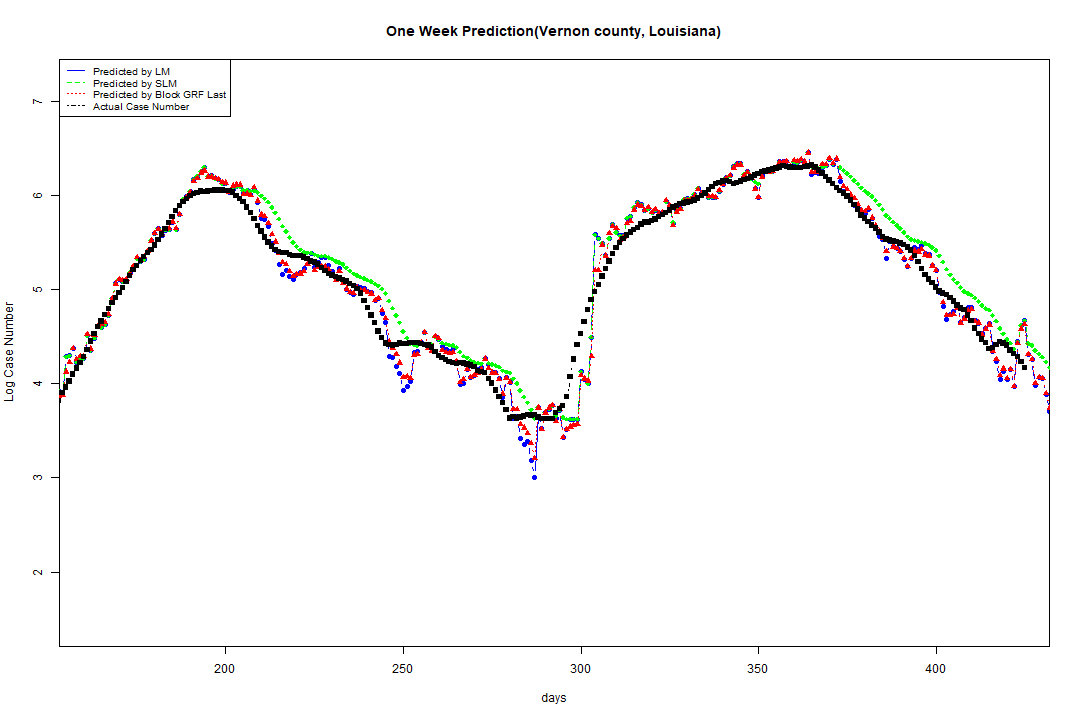 One Week Prediction(Vernon county, Louisiana)
Predicted by LM
Predicted by SLM
Predicted by Block GRF Last
Actual Case Number
7
6
5
4
3
2
Log Case Number
200 250 300 350 400
days